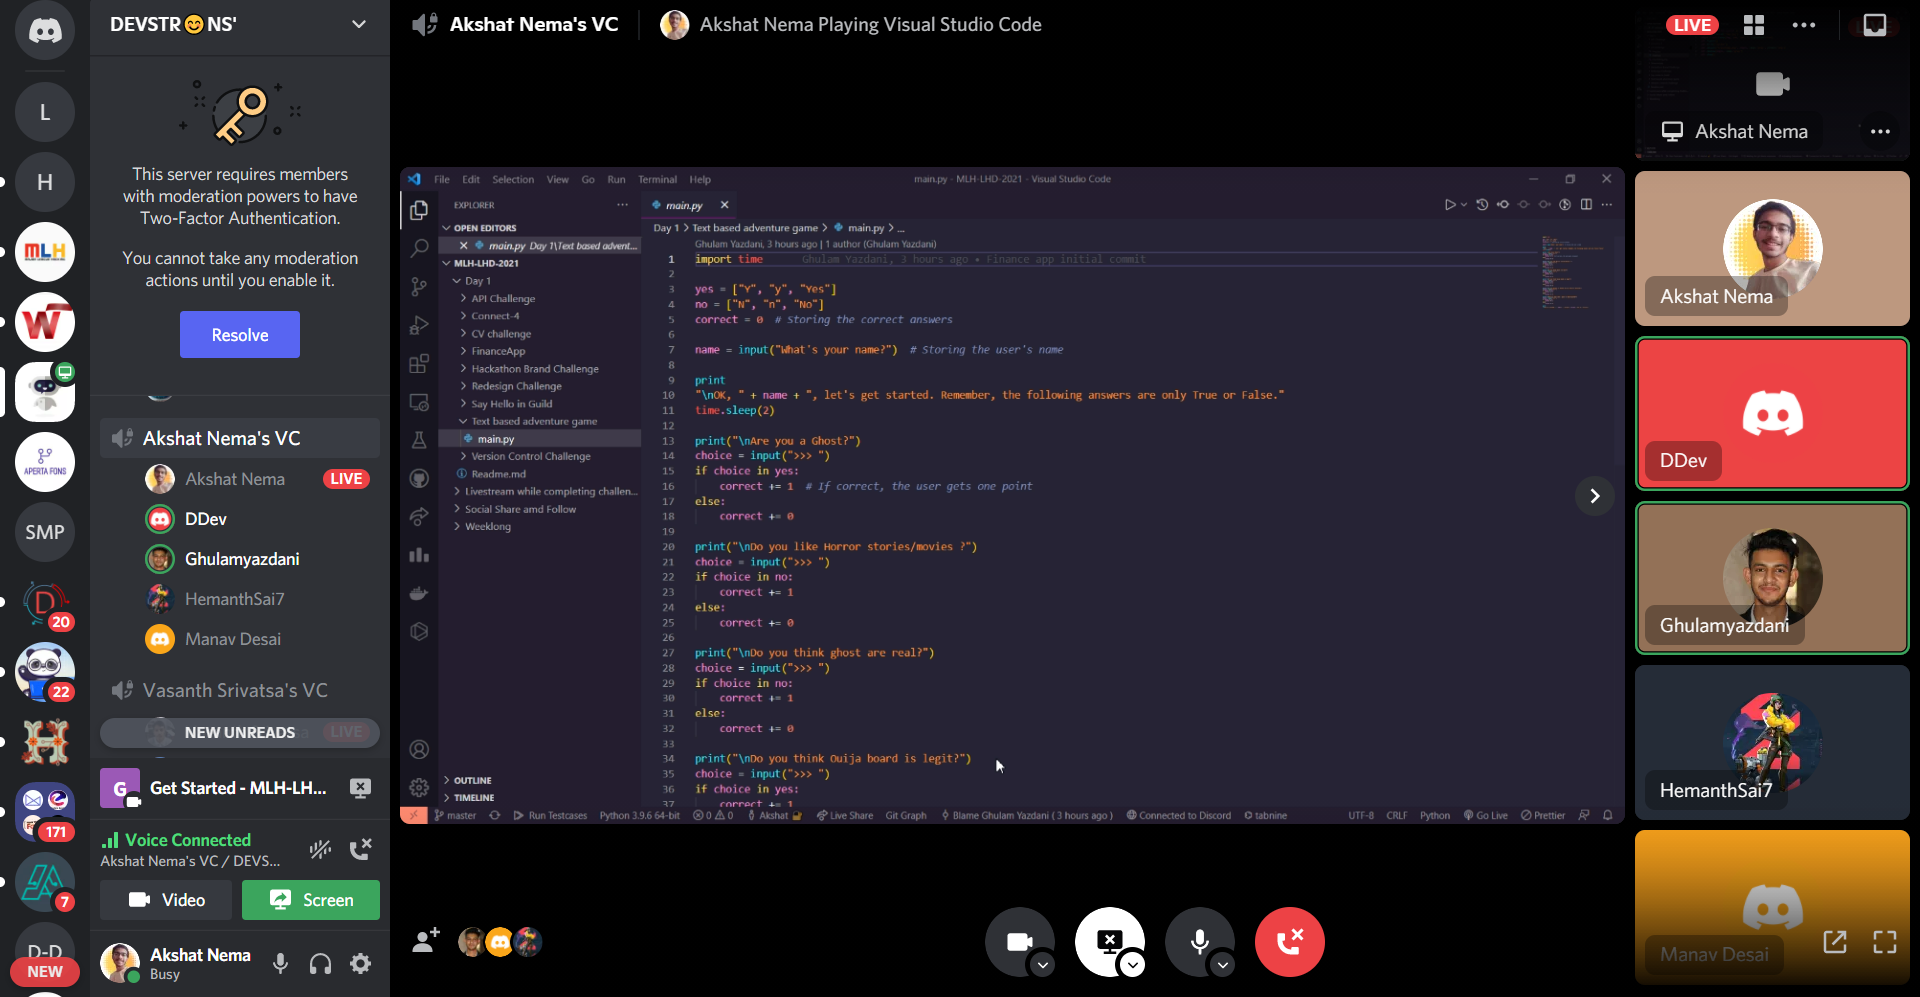 DEVSTR😊NS'
This server requires members
with moderation powers to have
Two-Factor Authentication.
You cannot take any moderation
actions until you enable it.
Resolve
L
H
MLH
W
APERTA FONS
SMP
D
20
22
H
171
7
D-D
NEW
Akshat Nema's VC
Akshat Nema
LIVE
DDev
Ghulamyazdani
HemanthSai7
Manav Desai
Vasanth Srivatsa's VC
NEW UNREADS
LIVE
G
Get Started - MLH-LH...
Voice Connected
Akshat Nema's VC / DEVS...
Video
Screen
Akshat Nema
Busy
Akshat Nema's VC
Akshat Nema Playing Visual Studio Code
File Edit Selection View Go Run Terminal Help
main.py - MLH-LHD-2021 - Visual Studio Code
EXPLORER
OPEN EDITORS
main.py Day 1\Text based advent...
MLH-LHD-2021
Day 1
API Challenge
Connect-4
CV challenge
FinanceApp
Hackathon Brand Challenge
Redesign Challenge
Say Hello in Guild
Text based adventure game
main.py
Version Control Challenge
Readme.md
Livestream while completing challen...
Social Share amd Follow
Weeklong
OUTLINE
TIMELINE
main.py
Day 1 > Text based adventure game > main.py > ...
Ghulam Yazdani, 3 hours ago | 1 author (Ghulam Yazdani)
1 import time Ghulam Yazdani, 3 hours ago • Finance app initial commit
2
3 yes = ["Y", "y", "Yes"]
4 no = ["N", "n", "No"]
5 correct = 0 # Storing the correct answers
6
7 name = input("What's your name?") # Storing the user's name
8
9 print
10 "\nOK, " + name + ", let's get started. Remember, the following answers are only True or False."
11 time.sleep(2)
12
13 print("\nAre you a Ghost?")
14 choice = input(">>> ")
15 if choice in yes:
16 correct += 1 # If correct, the user gets one point
17 else:
18 correct += 0
19
20 print("\nDo you like Horror stories/movies ?")
21 choice = input(">>> ")
22 if choice in no:
23 correct += 1
24 else:
25 correct += 0
26
27 print("\nDo you think ghost are real?")
28 choice = input(">>> ")
29 if choice in no:
30 correct += 1
31 else:
32 correct += 0
33
34 print("\nDo you think Ouija board is legit?")
35 choice = input(">>> ")
36 if choice in yes:
37 correct += 1
master Run Testcases Python 3.9.6 64-bit 0 0 Akshat Live Share Git Graph Blame Ghulam Yazdani ( 3 hours ago ) Connected to Discord tabnine UTF-8 CRLF Python Go Live Prettier
LIVE
Akshat Nema
Akshat Nema
DDev
Ghulamyazdani
HemanthSai7
Manav Desai